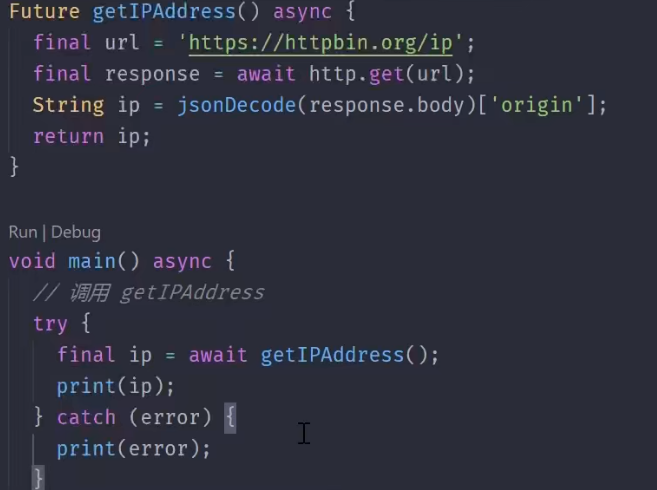 Future getIPAddress() async {
  final url = 'https://httpbin.org/ip';
  final response = await http.get(url);
  String ip = jsonDecode(response.body)['origin'];
  return ip;
}
Run | Debug
void main() async {
  // 调用 getIPAddress
  try {
    final ip = await getIPAddress();
    print(ip);
  } catch (error) {
    print(error);
  }